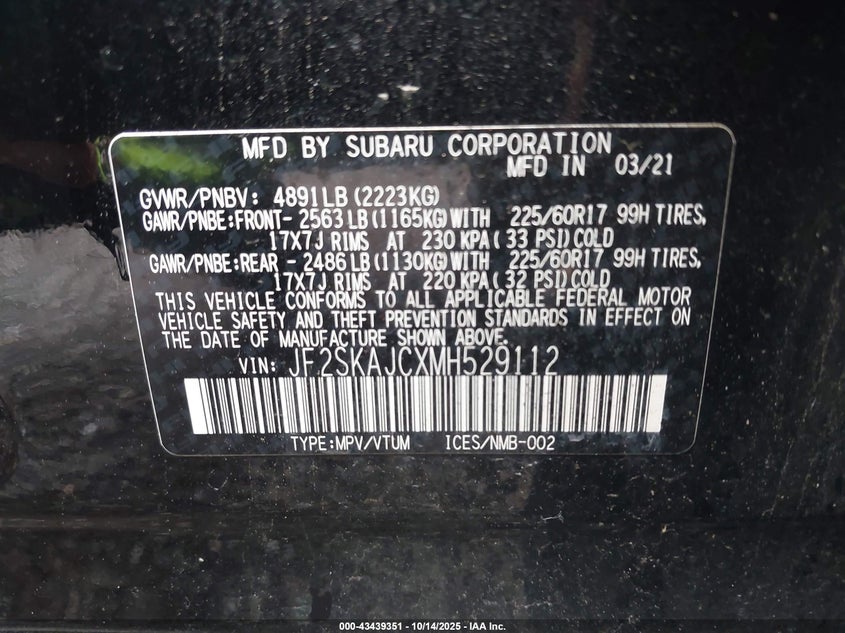 MFD BY SUBARU CORPORATION
MFD IN 03/21
GVWR/PNBV: 4891LB (2223KG)
GAWR/PNBE:FRONT- 2563LB (1165KG) WITH 225/60R17 99H TIRES,
17X7J RIMS AT 230 KPA ( 33 PSI) COLD
GAWR/PNBE:REAR - 2486LB (1130KG) WITH 225/60R17 99H TIRES,
17X7J RIMS AT 220 KPA ( 32 PSI) COLD
THIS VEHICLE CONFORMS TO ALL APPLICABLE FEDERAL MOTOR
VEHICLE SAFETY AND THEFT PREVENTION STANDARDS IN EFFECT ON
THE DATE OF MANUFACTURE SHOWN ABOVE.
VIN: JF2SKAJCXMH529112
TYPE:MPV/VTUM ICES/NMB-002
000-43439351 - 10/14/2025 - IAA Inc.